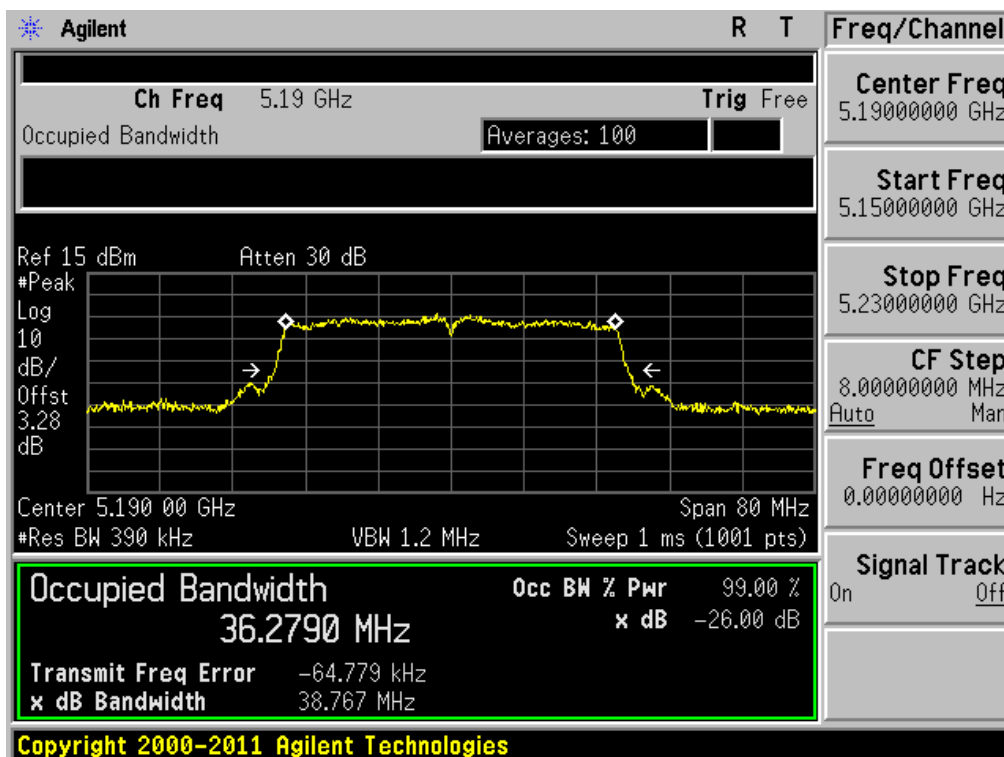 Agilent R T
Ch Freq 5.19 GHz Trig Free
Occupied Bandwidth Averages: 100
Ref 15 dBm Atten 30 dB
#Peak
Log
10
dB/
Offst
3.28
dB
Center 5.190 00 GHz Span 80 MHz
#Res BW 390 kHz VBW 1.2 MHz Sweep 1 ms (1001 pts)
Occupied Bandwidth Occ BW % Pwr 99.00 %
36.2790 MHz x dB -26.00 dB
Transmit Freq Error -64.779 kHz
x dB Bandwidth 38.767 MHz
Copyright 2000-2011 Agilent Technologies
Freq/Channel
Center Freq
5.19000000 GHz
Start Freq
5.15000000 GHz
Stop Freq
5.23000000 GHz
CF Step
8.00000000 MHz
Auto Man
Freq Offset
0.00000000 Hz
Signal Track
On Off